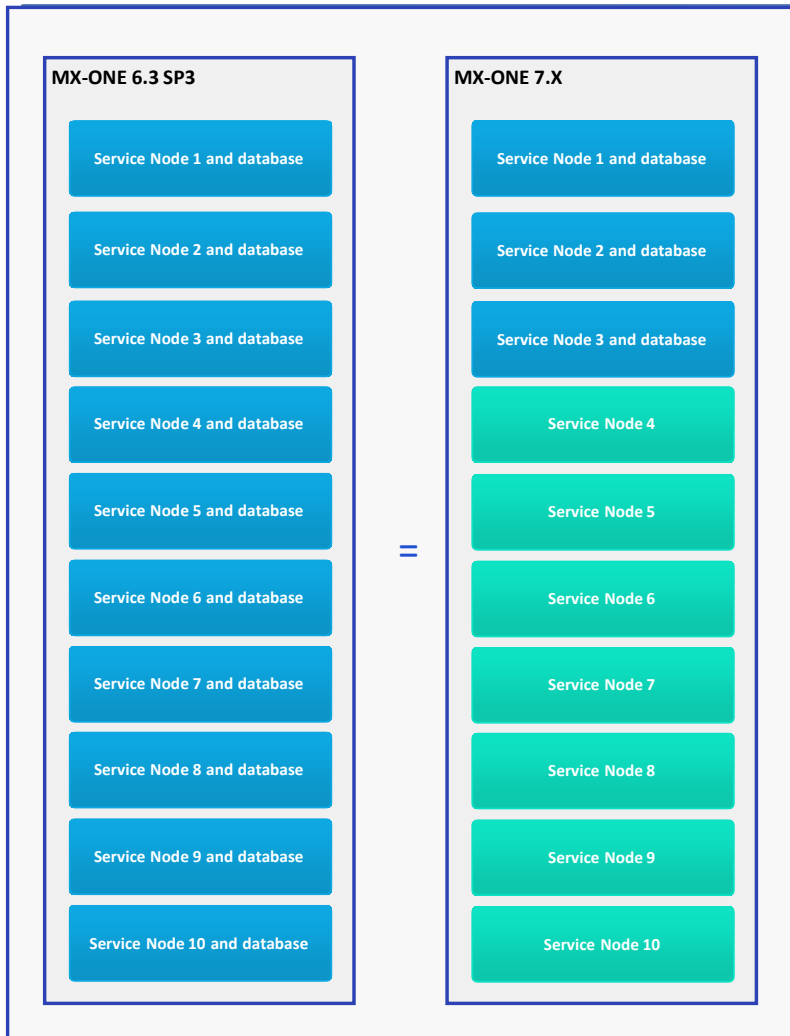 MX-ONE 6.3 SP3
Service Node 1 and database
Service Node 2 and database
Service Node 3 and database
Service Node 4 and database
Service Node 5 and database
Service Node 6 and database
Service Node 7 and database
Service Node 8 and database
Service Node 9 and database
Service Node 10 and database
=
MX-ONE 7.X
Service Node 1 and database
Service Node 2 and database
Service Node 3 and database
Service Node 4
Service Node 5
Service Node 6
Service Node 7
Service Node 8
Service Node 9
Service Node 10